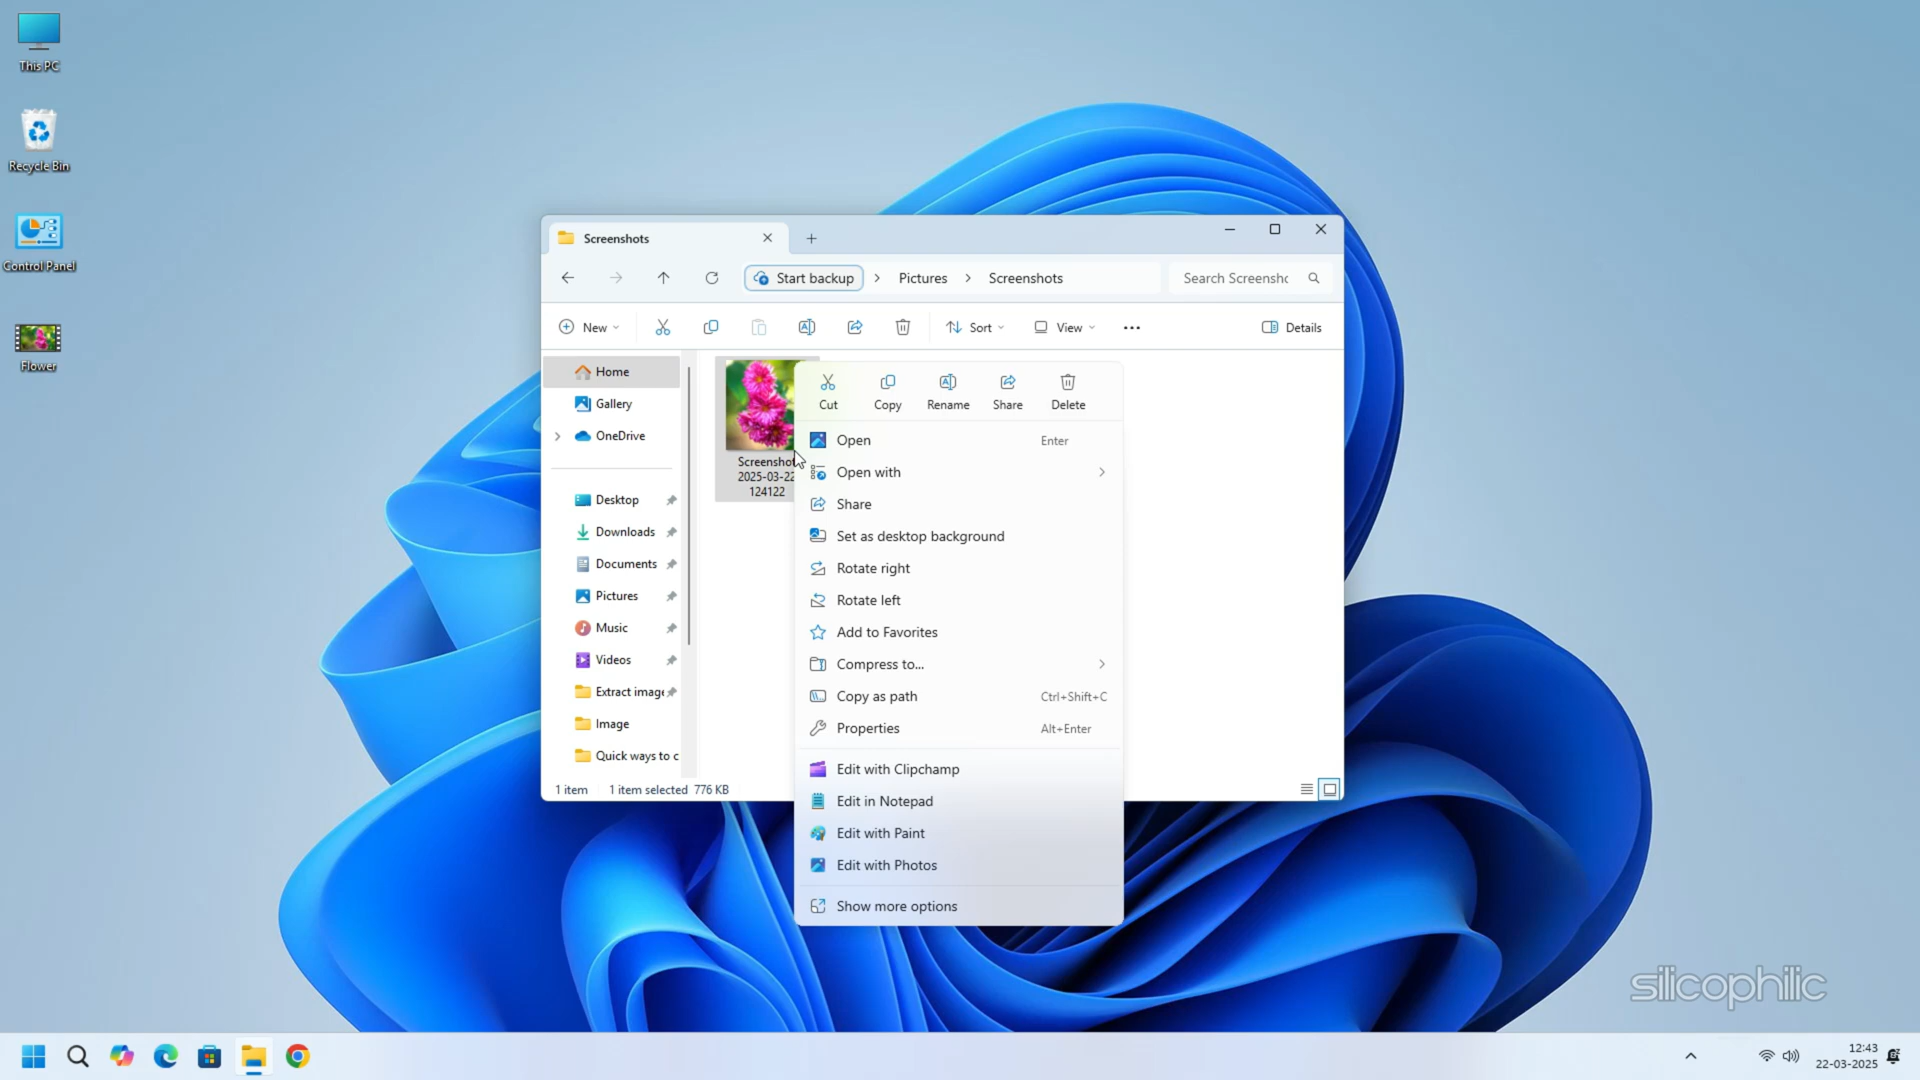 This PC
Recycle Bin
Control Panel
Flower
Screenshots
Start backup
Pictures
Screenshots
Search Screensho
New
Sort
View
Details
Home
Gallery
OneDrive
Desktop
Downloads
Documents
Pictures
Music
Videos
Extract image
Image
Quick ways to c
Screenshot
2025-03-22
124122
Cut
Copy
Rename
Share
Delete
Open Enter
Open with
Share
Set as desktop background
Rotate right
Rotate left
Add to Favorites
Compress to...
Copy as path Ctrl+Shift+C
Properties Alt+Enter
Edit with Clipchamp
Edit in Notepad
Edit with Paint
Edit with Photos
Show more options
1 item 1 item selected 776 KB
silicophilic
12:43
22-03-2025